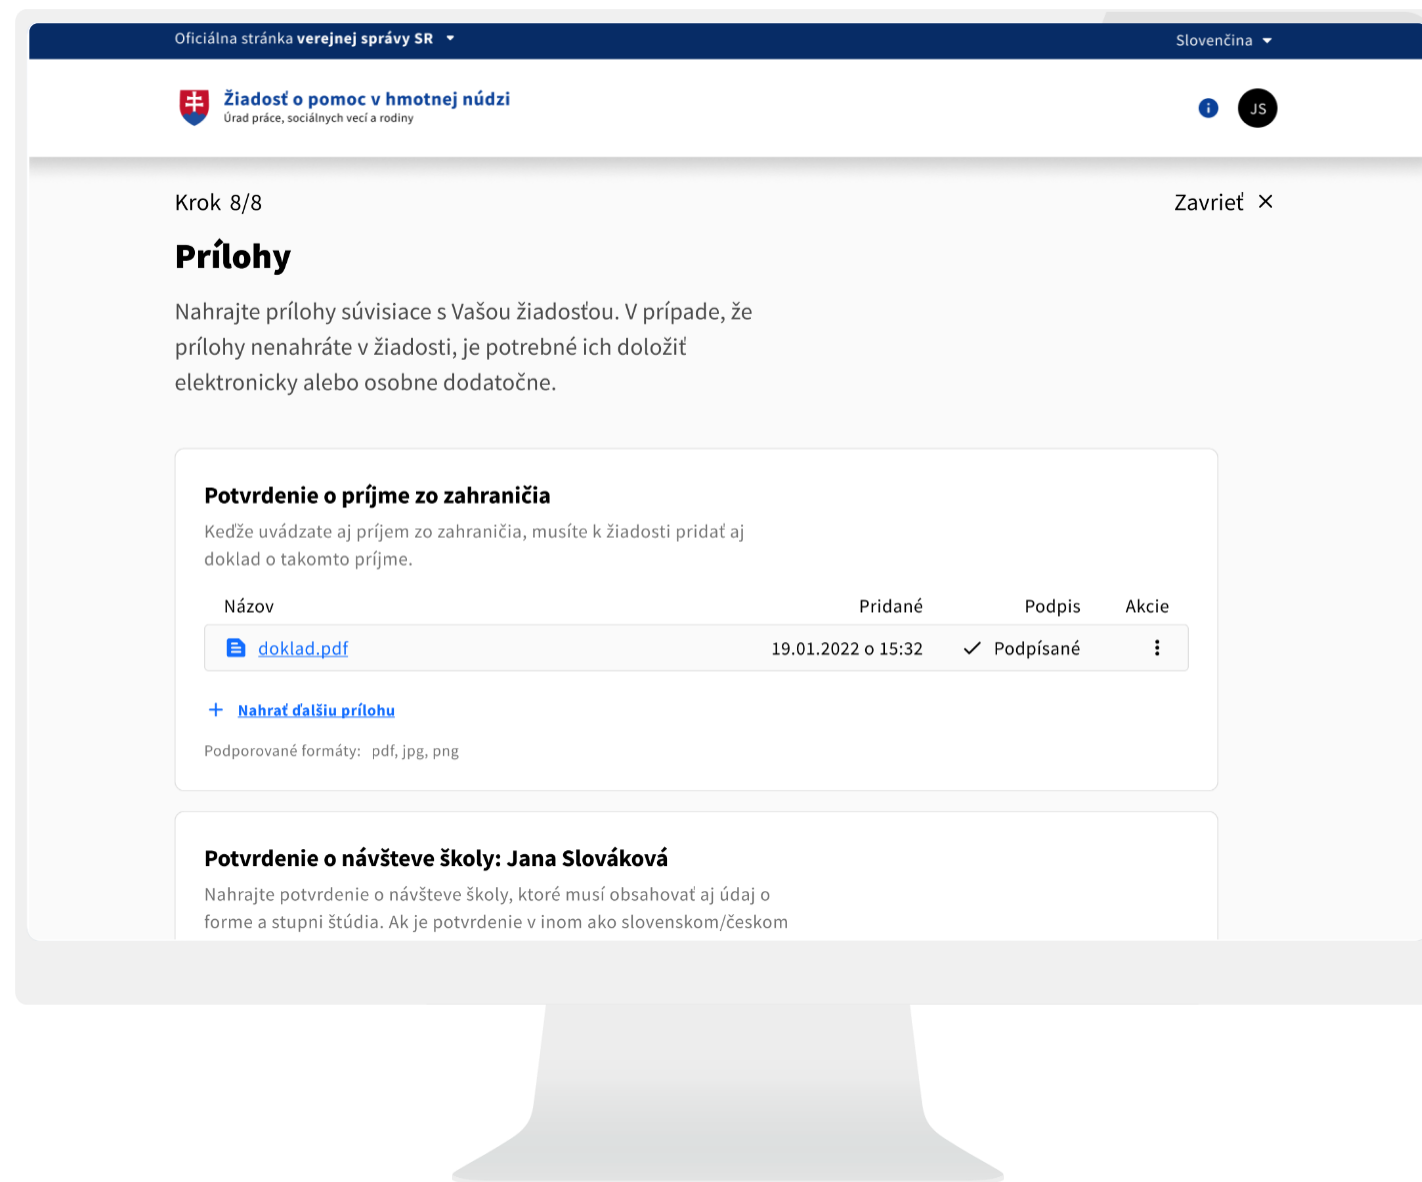 Oficiálna stránka verejnej správy SR
Slovenčina
Žiadosť o pomoc v hmotnej núdzi
Úrad práce, sociálnych vecí a rodiny
JS
Krok 8/8
Zavrieť
Prílohy
Nahrajte prílohy súvisiace s Vašou žiadosťou. V prípade, že
prílohy nenahráte v žiadosti, je potrebné ich doložiť
elektronicky alebo osobne dodatočne.
Potvrdenie o príjme zo zahraničia
Keďže uvádzate aj príjem zo zahraničia, musíte k žiadosti pridať aj
doklad o takomto príjme.
Názov Pridané Podpis Akcie
doklad.pdf 19.01.2022 o 15:32 Podpísané
Nahrať ďalšiu prílohu
Podporované formáty: pdf, jpg, png
Potvrdenie o návšteve školy: Jana Slováková
Nahrajte potvrdenie o návšteve školy, ktoré musí obsahovať aj údaj o
forme a stupni štúdia. Ak je potvrdenie v inom ako slovenskom/českom